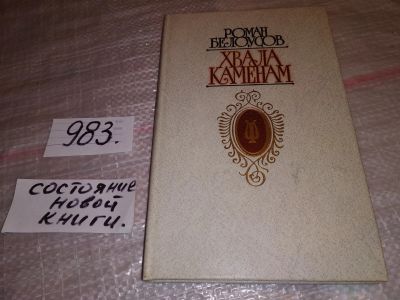 РОМАН
БЕЛОУСОВ
ХВАЛА
КАМЕНАМ
983.
СОСТОЯНИЕ
НОВОЙ
КНИГИ.